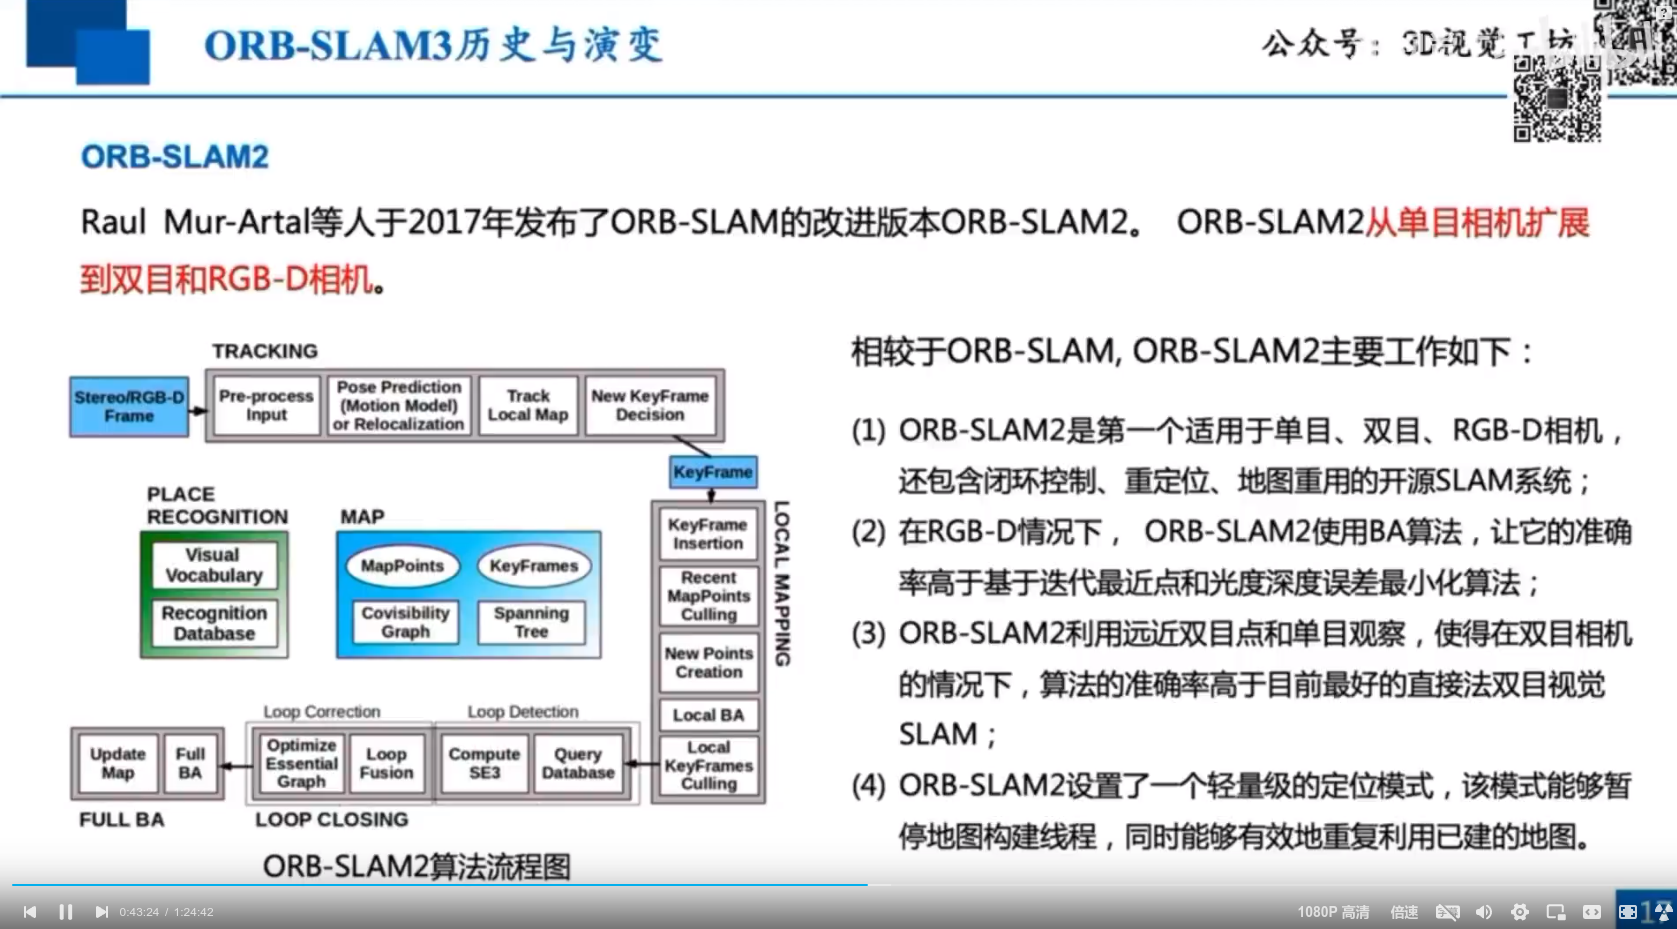 ORB-SLAM3历史与演变
公众号：3D视觉工坊
ORB-SLAM2
Raul Mur-Artal等人于2017年发布了ORB-SLAM的改进版本ORB-SLAM2。 ORB-SLAM2从单目相机扩展
到双目和RGB-D相机。
TRACKING
Stereo/RGB-D
Frame
Pre-process
Input
Pose Prediction
(Motion Model)
or Relocalization
Track
Local Map
New KeyFrame
Decision
KeyFrame
PLACE
RECOGNITION
Visual
Vocabulary
Recognition
Database
MAP
MapPoints
KeyFrames
Covisibility
Graph
Spanning
Tree
LOCAL MAPPING
KeyFrame
Insertion
Recent
MapPoints
Culling
New Points
Creation
Local BA
Local
KeyFrames
Culling
Loop Correction
Loop Detection
Update
Map
Full
BA
Optimize
Essential
Graph
Loop
Fusion
Compute
SE3
Query
Database
FULL BA
LOOP CLOSING
ORB-SLAM2算法流程图
相较于ORB-SLAM, ORB-SLAM2主要工作如下：
(1) ORB-SLAM2是第一个适用于单目、双目、RGB-D相机，
还包含闭环控制、重定位、地图重用的开源SLAM系统；
(2) 在RGB-D情况下， ORB-SLAM2使用BA算法，让它的准确
率高于基于迭代最近点和光度深度误差最小化算法；
(3) ORB-SLAM2利用远近双目点和单目观察，使得在双目相机
的情况下，算法的准确率高于目前最好的直接法双目视觉
SLAM；
(4) ORB-SLAM2设置了一个轻量级的定位模式，该模式能够暂
停地图构建线程，同时能够有效地重复利用已建的地图。
0:43:24 / 1:24:42
1080P 高清
倍速